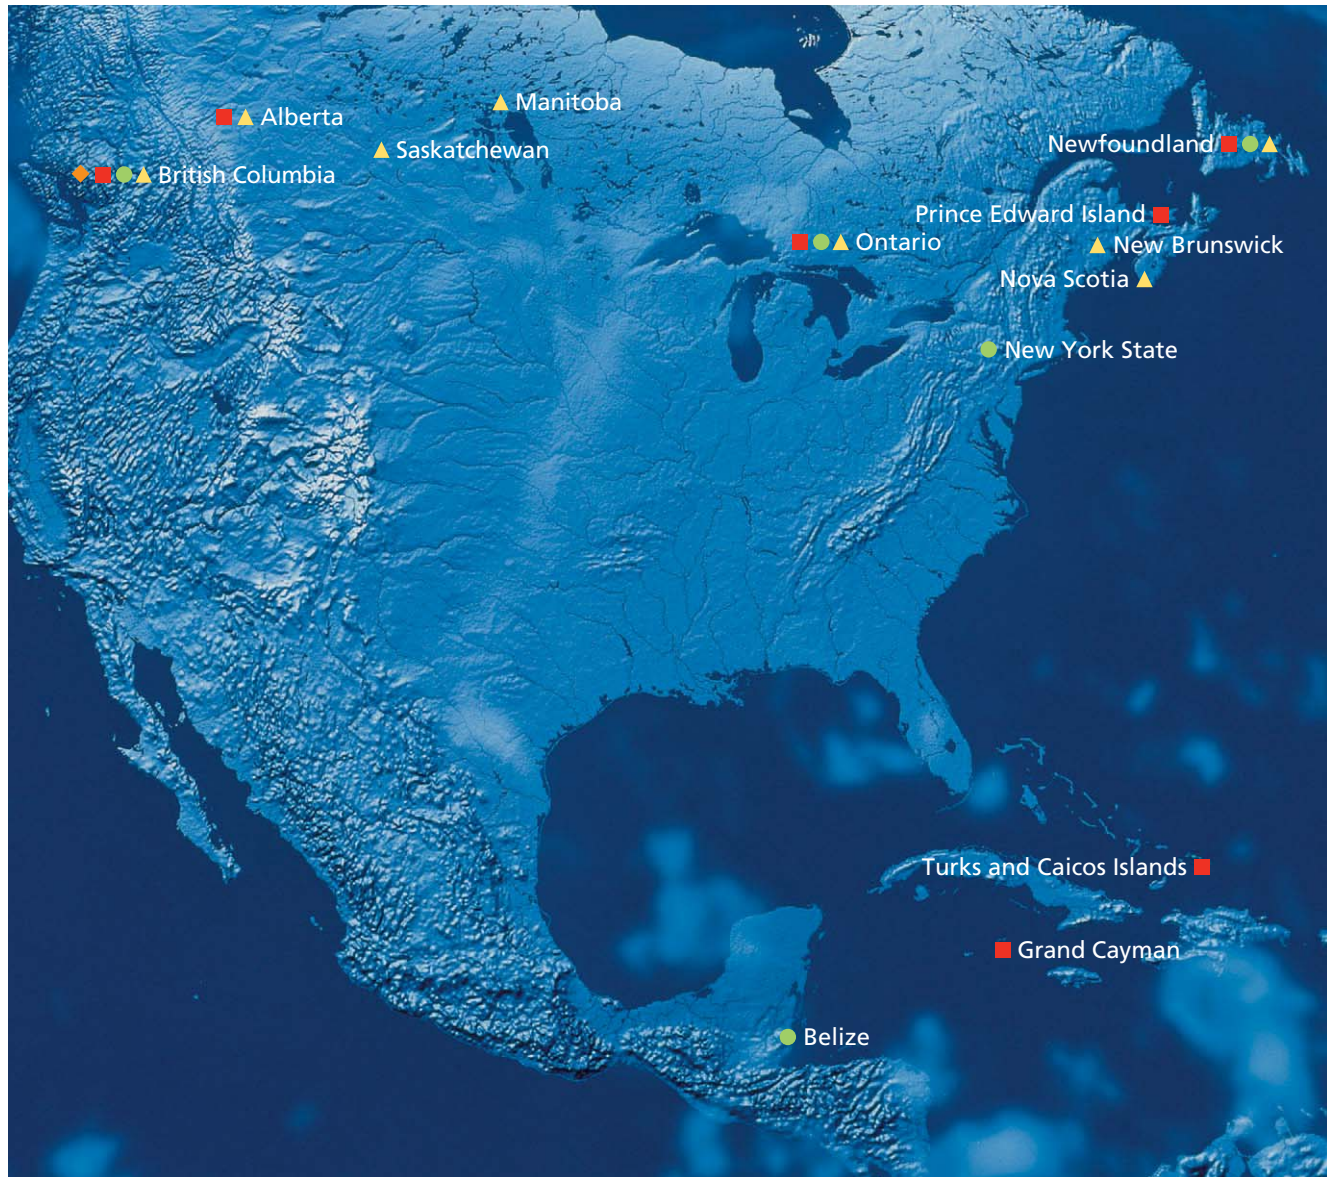 Manitoba
Alberta
Newfoundland
Saskatchewan
British Columbia
Prince Edward Island
Ontario
New Brunswick
Nova Scotia
New York State
Turks and Caicos Islands
Grand Cayman
Belize